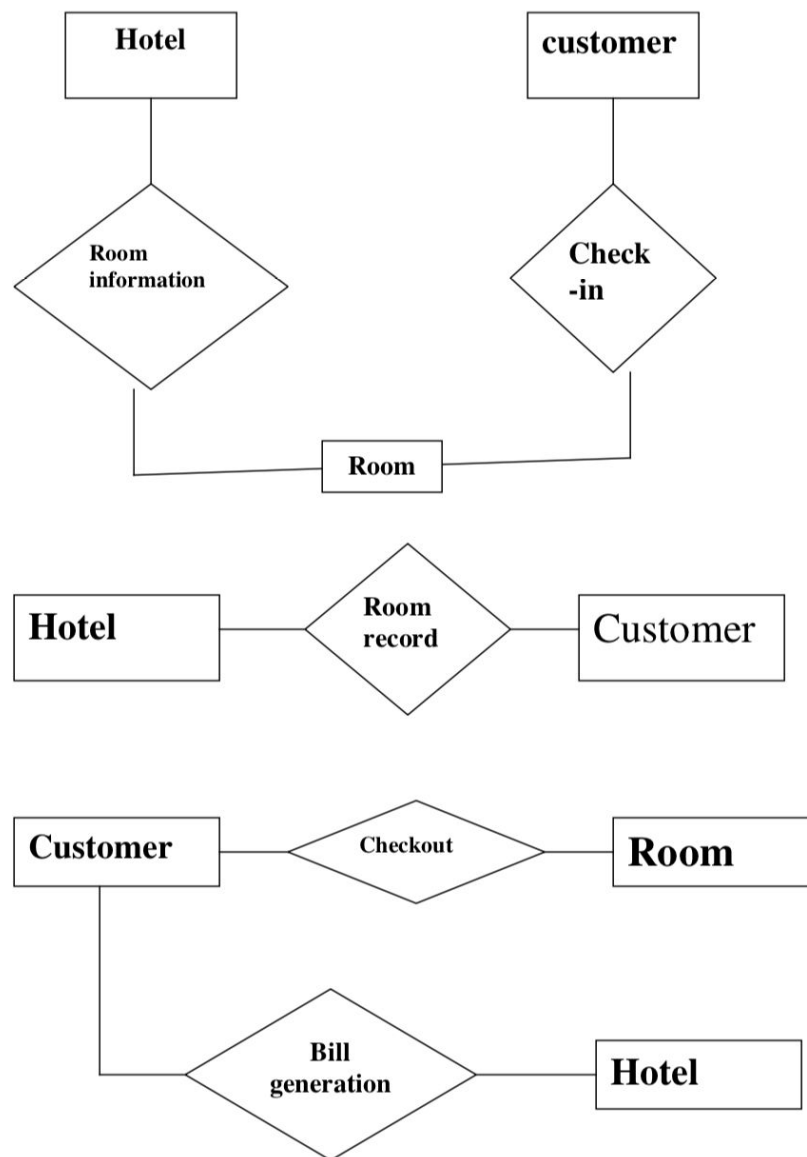 Hotel
customer
Room
information
Check
-in
Room
Hotel
Room
record
Customer
Customer
Checkout
Room
Bill
generation
Hotel